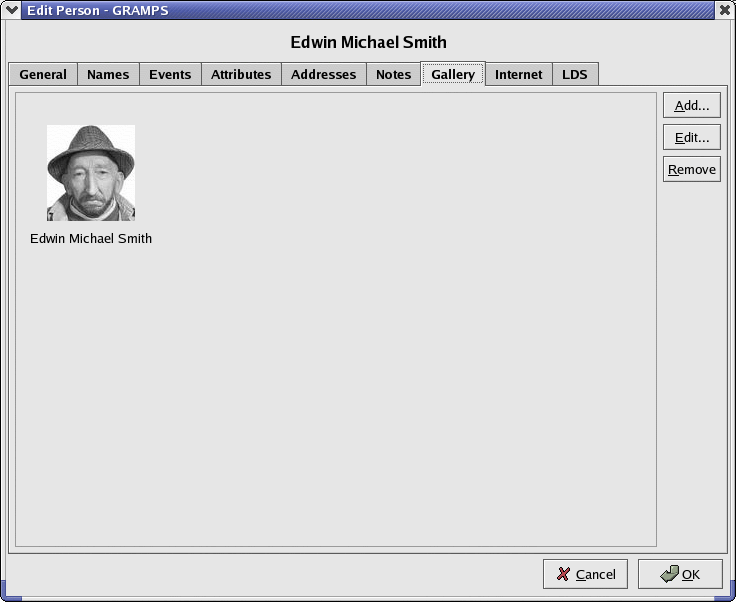 Edit Person - GRAMPS
Edwin Michael Smith
General Names Events Attributes Addresses Notes Gallery Internet LDS
Add...
Edit...
Remove
Edwin Michael Smith
Cancel OK